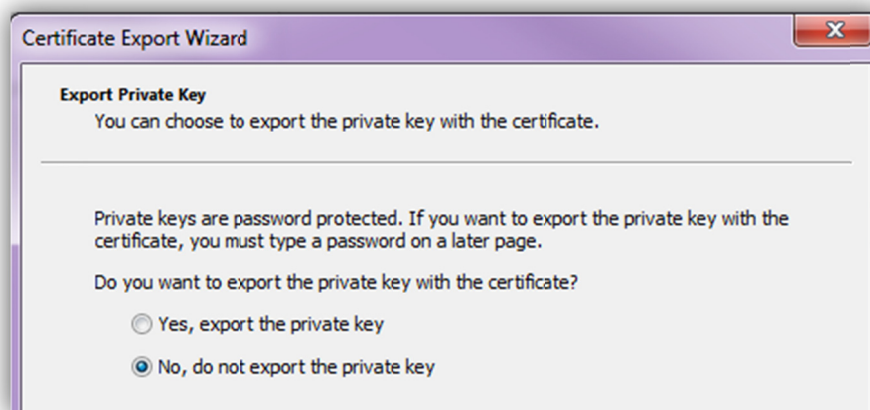 Certificate Export Wizard
Export Private Key
You can choose to export the private key with the certificate.
Private keys are password protected. If you want to export the private key with the
certificate, you must type a password on a later page.
Do you want to export the private key with the certificate?
Yes, export the private key
No, do not export the private key